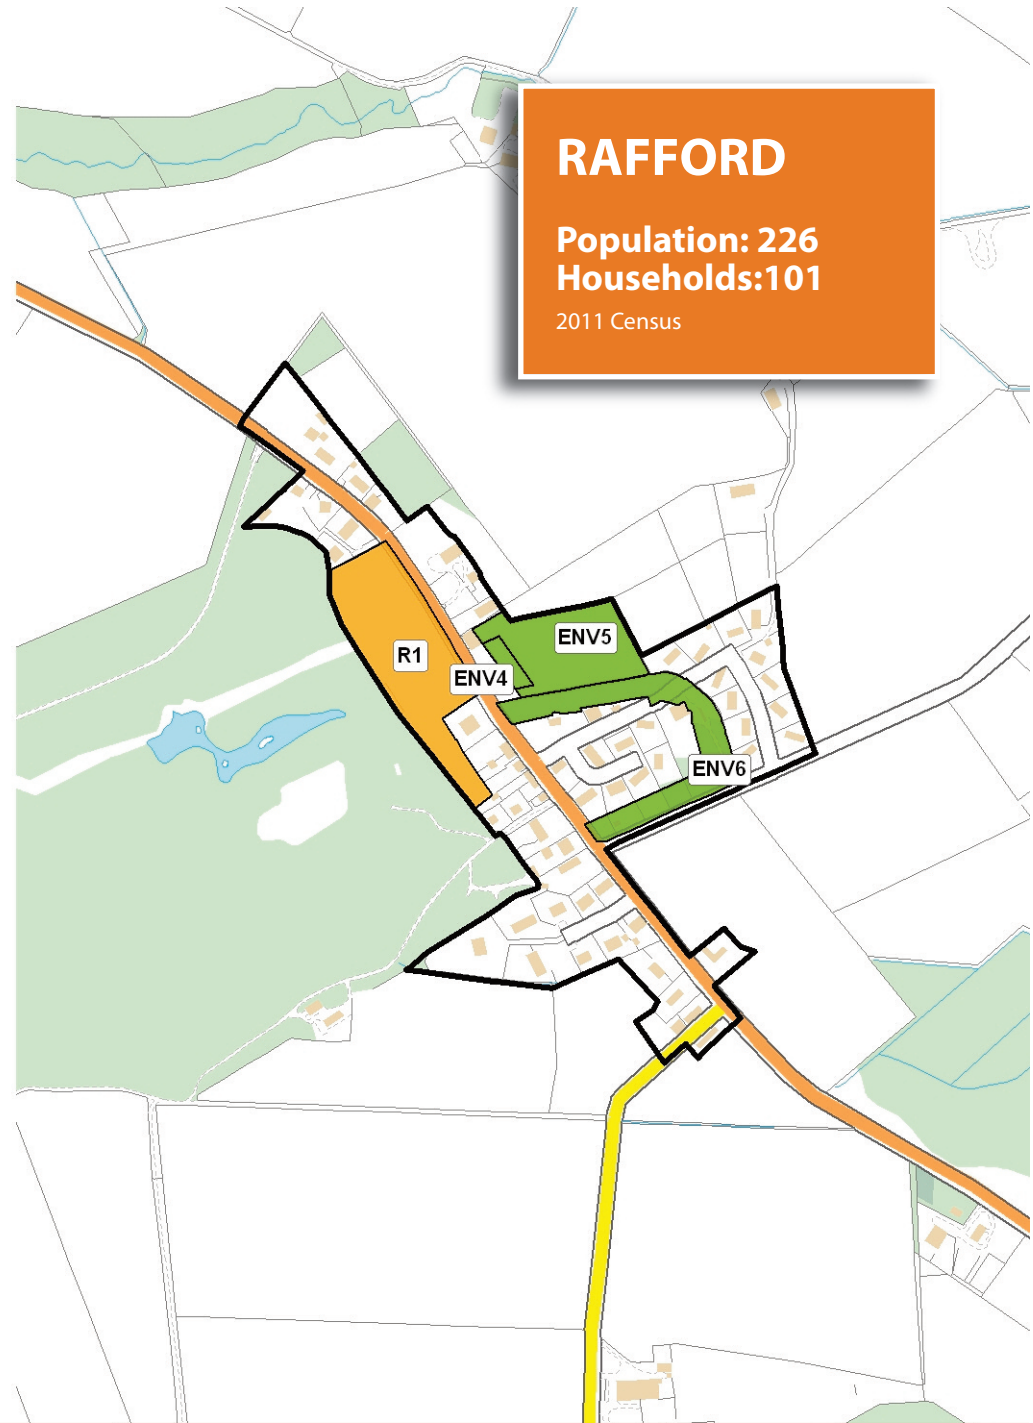 RAFFORD
Population: 226
Households:101
2011 Census
ENV5
R1
ENV4
ENV6